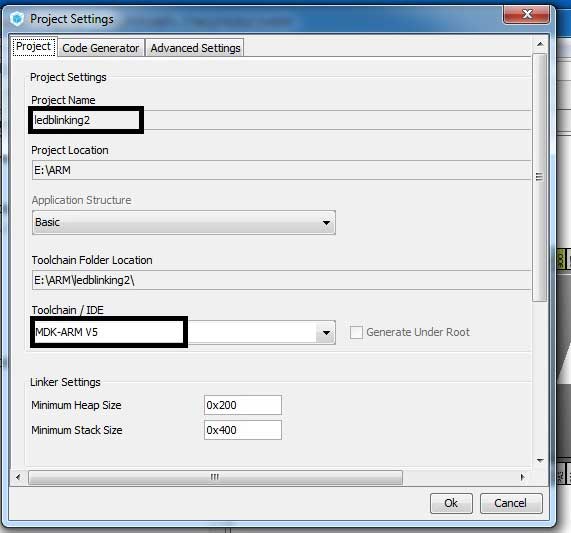 Project Settings
Project Code Generator Advanced Settings
Project Settings
Project Name
ledblinking2
Project Location
E:\ARM
Application Structure
Basic
Toolchain Folder Location
E:\ARM\ledblinking2\
Toolchain / IDE
MDK-ARM V5 Generate Under Root
Linker Settings
Minimum Heap Size 0x200
Minimum Stack Size 0x400
Ok Cancel